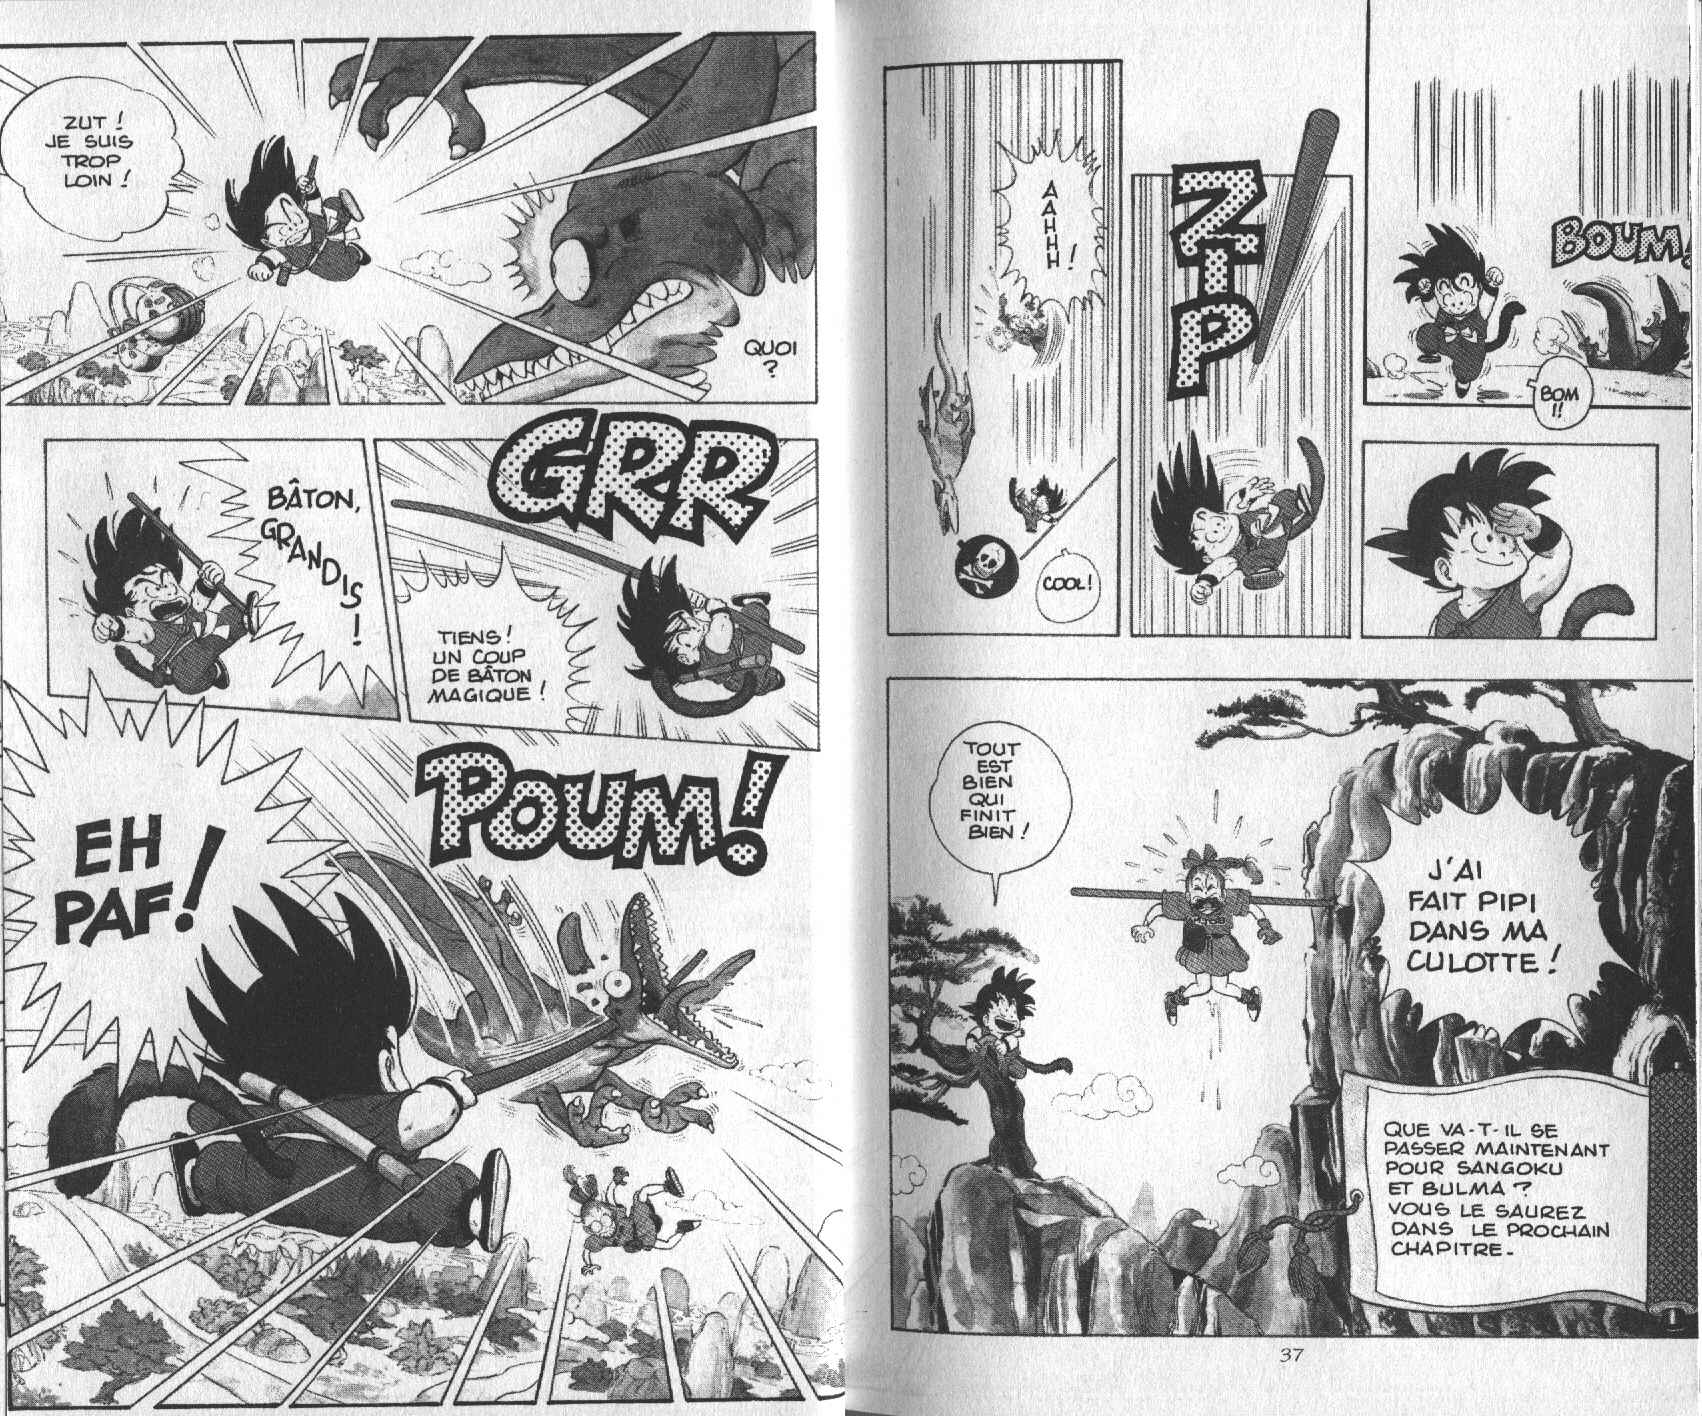 ZUT !
JE SUIS
TROP
LOIN !
QUOI
?
BÂTON,
GRANDIS !
GRR
TIENS !
UN COUP
DE BÂTON
MAGIQUE !
EH
PAF !
POUM !
AAHHH !
COOL !
ZIP
BOUM !
BOM
!!
TOUT
EST
BIEN
QUI
FINIT
BIEN !
J'AI
FAIT PIPI
DANS MA
CULOTTE !
QUE VA-T-IL SE
PASSER MAINTENANT
POUR SANGOKU
ET BULMA ?
VOUS LE SAUREZ
DANS LE PROCHAIN
CHAPITRE.
37